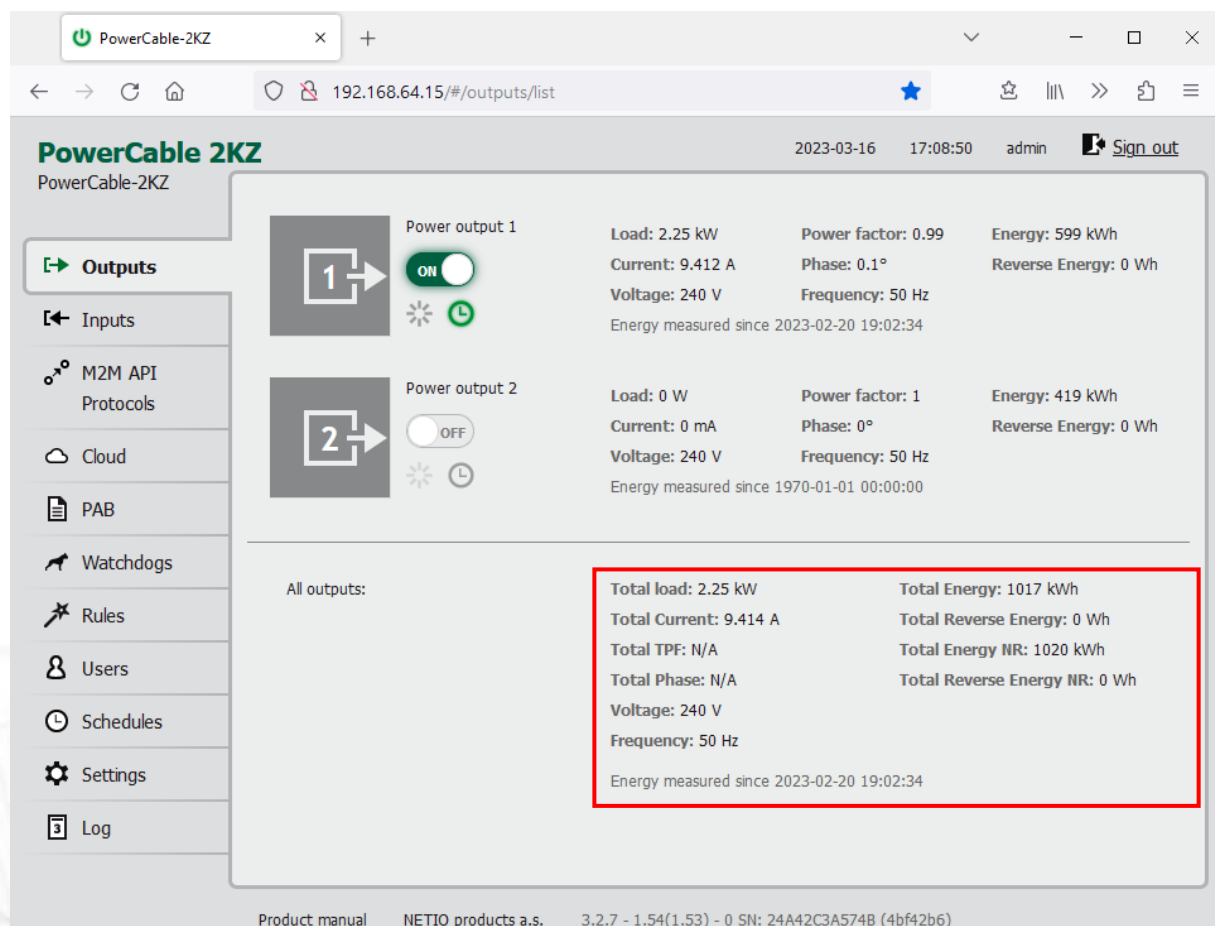 PowerCable-2KZ
192.168.64.15/#/outputs/list
PowerCable 2KZ
2023-03-16 17:08:50 admin Sign out
PowerCable-2KZ
Outputs
Inputs
M2M API
Protocols
Cloud
PAB
Watchdogs
Rules
Users
Schedules
Settings
3 Log
1
Power output 1
ON
Load: 2.25 kW Power factor: 0.99 Energy: 599 kWh
Current: 9.412 A Phase: 0.1° Reverse Energy: 0 Wh
Voltage: 240 V Frequency: 50 Hz
Energy measured since 2023-02-20 19:02:34
2
Power output 2
OFF
Load: 0 W Power factor: 1 Energy: 419 kWh
Current: 0 mA Phase: 0° Reverse Energy: 0 Wh
Voltage: 240 V Frequency: 50 Hz
Energy measured since 1970-01-01 00:00:00
All outputs:
Total load: 2.25 kW Total Energy: 1017 kWh
Total Current: 9.414 A Total Reverse Energy: 0 Wh
Total TPF: N/A Total Energy NR: 1020 kWh
Total Phase: N/A Total Reverse Energy NR: 0 Wh
Voltage: 240 V
Frequency: 50 Hz
Energy measured since 2023-02-20 19:02:34
Product manual NETIO products a.s. 3.2.7 - 1.54(1.53) - 0 SN: 24A42C3A574B (4bf42b6)